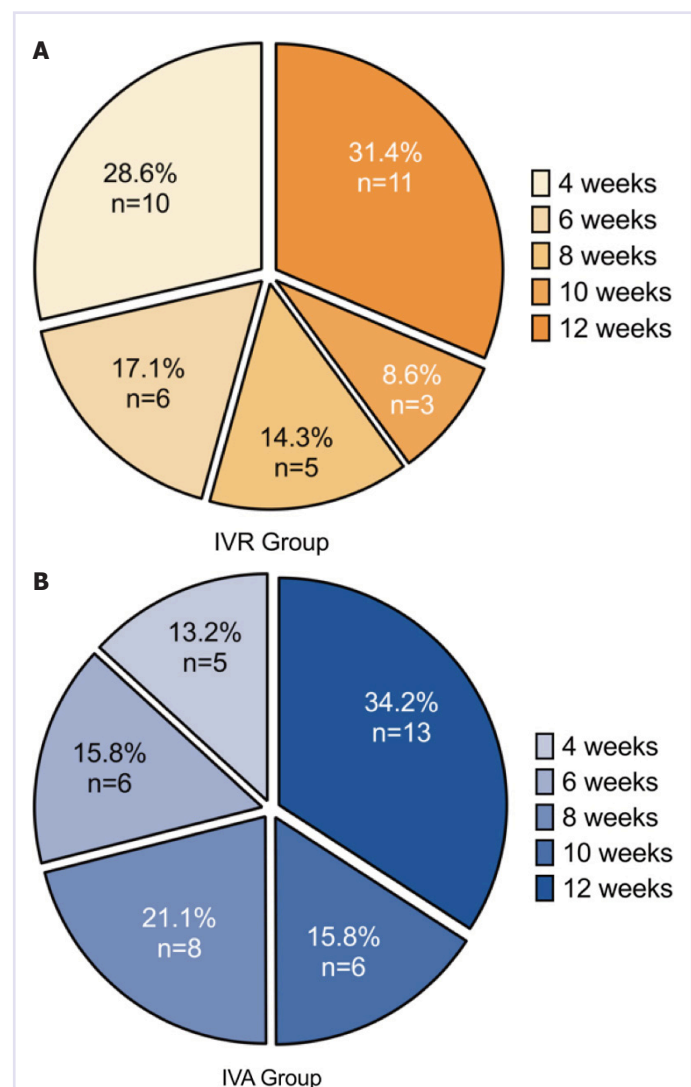 A
28.6%
n=10
31.4%
n=11
17.1%
n=6
14.3%
n=5
8.6%
n=3
4 weeks
6 weeks
8 weeks
10 weeks
12 weeks
IVR Group
B
13.2%
n=5
34.2%
n=13
15.8%
n=6
21.1%
n=8
15.8%
n=6
4 weeks
6 weeks
8 weeks
10 weeks
12 weeks
IVA Group